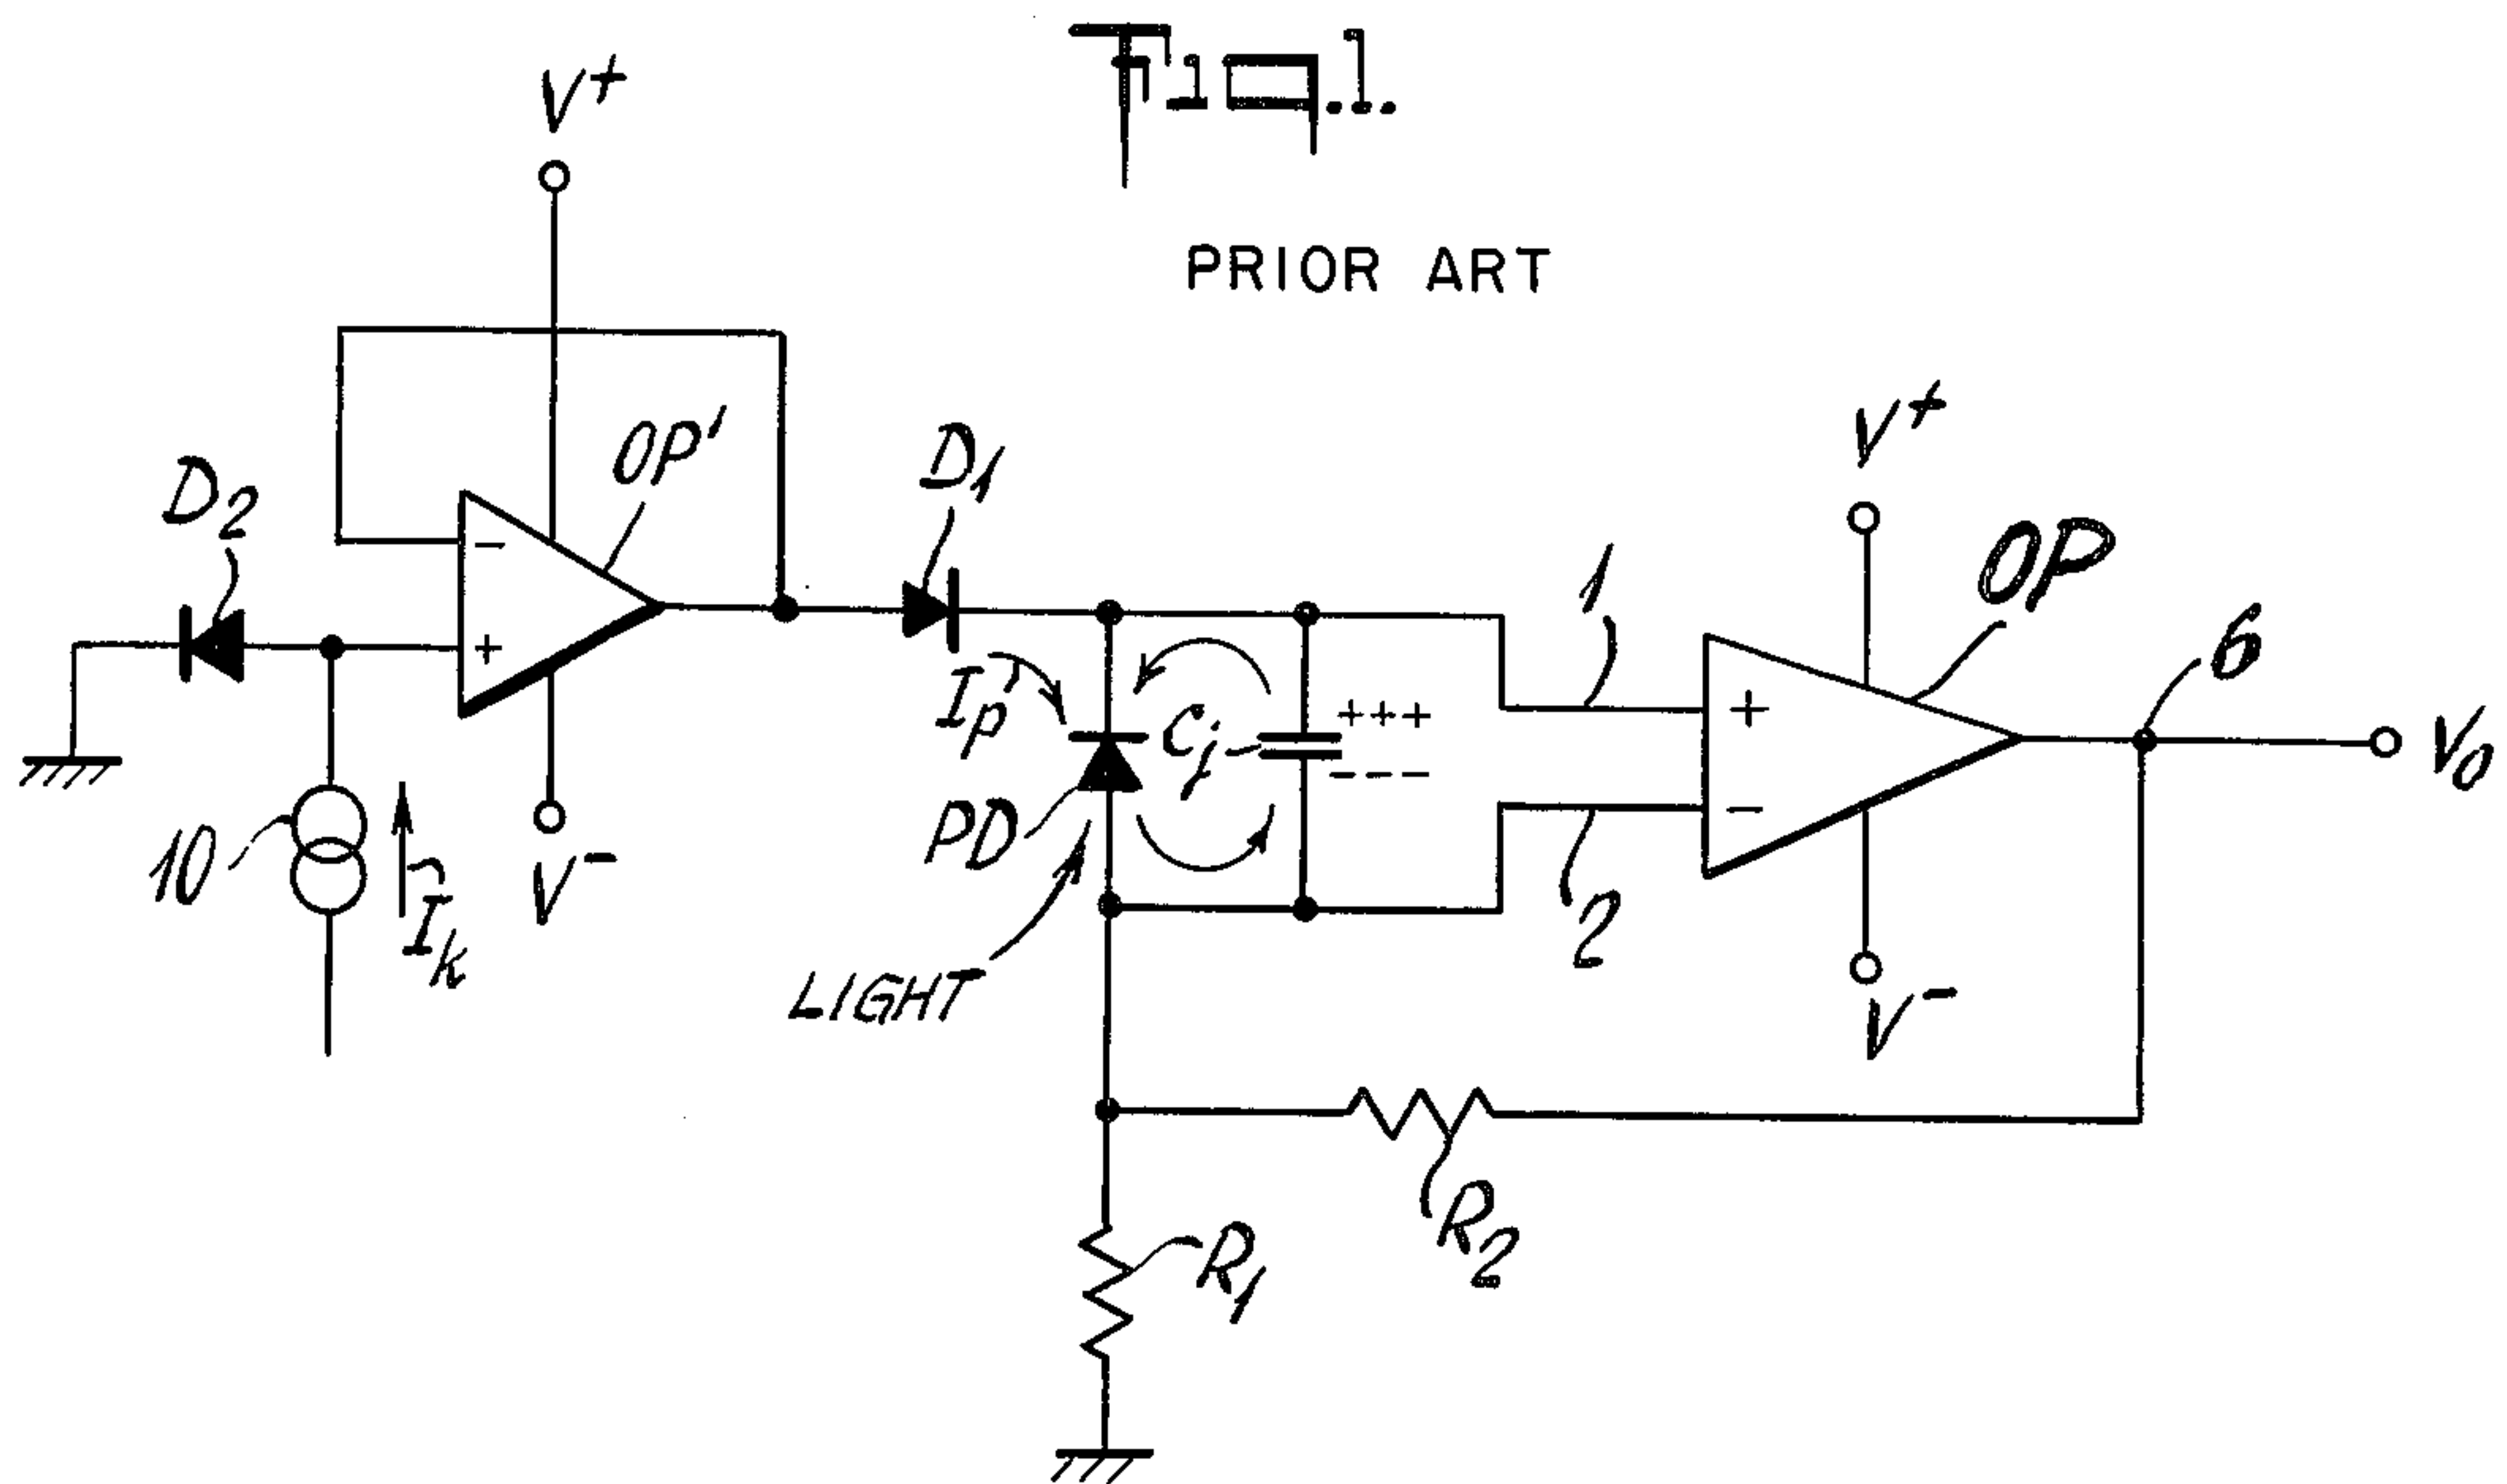 Fig.1.
PRIOR ART
V+
OP'
D2
D1
V+
OP
1
6
-
+
Ip
Cj
+++
---
+
-
V0
10
Ik
V-
PD
LIGHT
2
V-
R2
R1